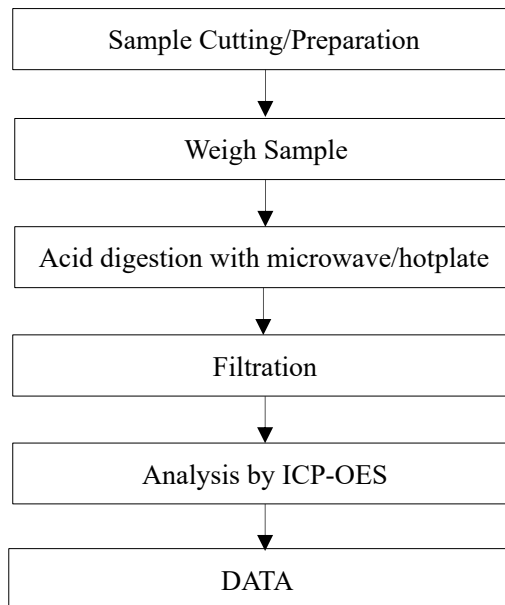 Sample Cutting/Preparation
Weigh Sample
Acid digestion with microwave/hotplate
Filtration
Analysis by ICP-OES
DATA